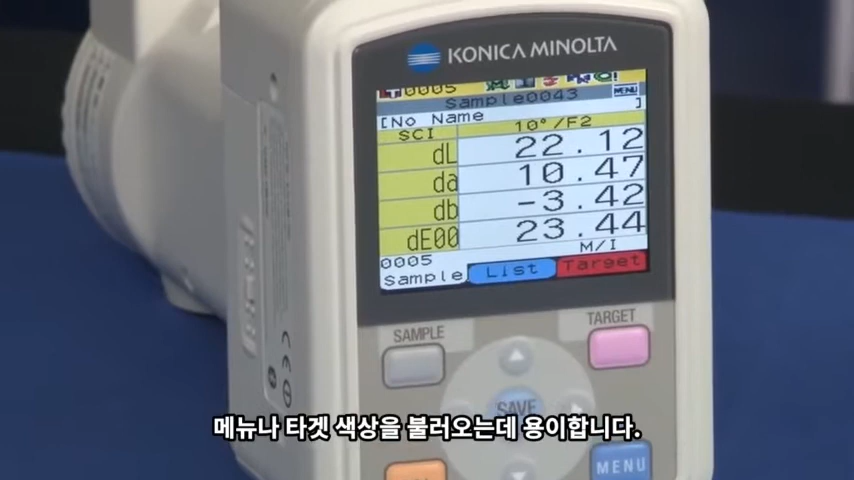 KONICA MINOLTA
0005
Sample0043
MENU
[No Name ]
SCI 10°/F2
dL 22.12
da 10.47
db -3.42
dE00 23.44
0005 M/I
Sample List Target
SAMPLE TARGET
SAVE
메뉴나 타겟 색상을 불러오는데 용이합니다.
MENU